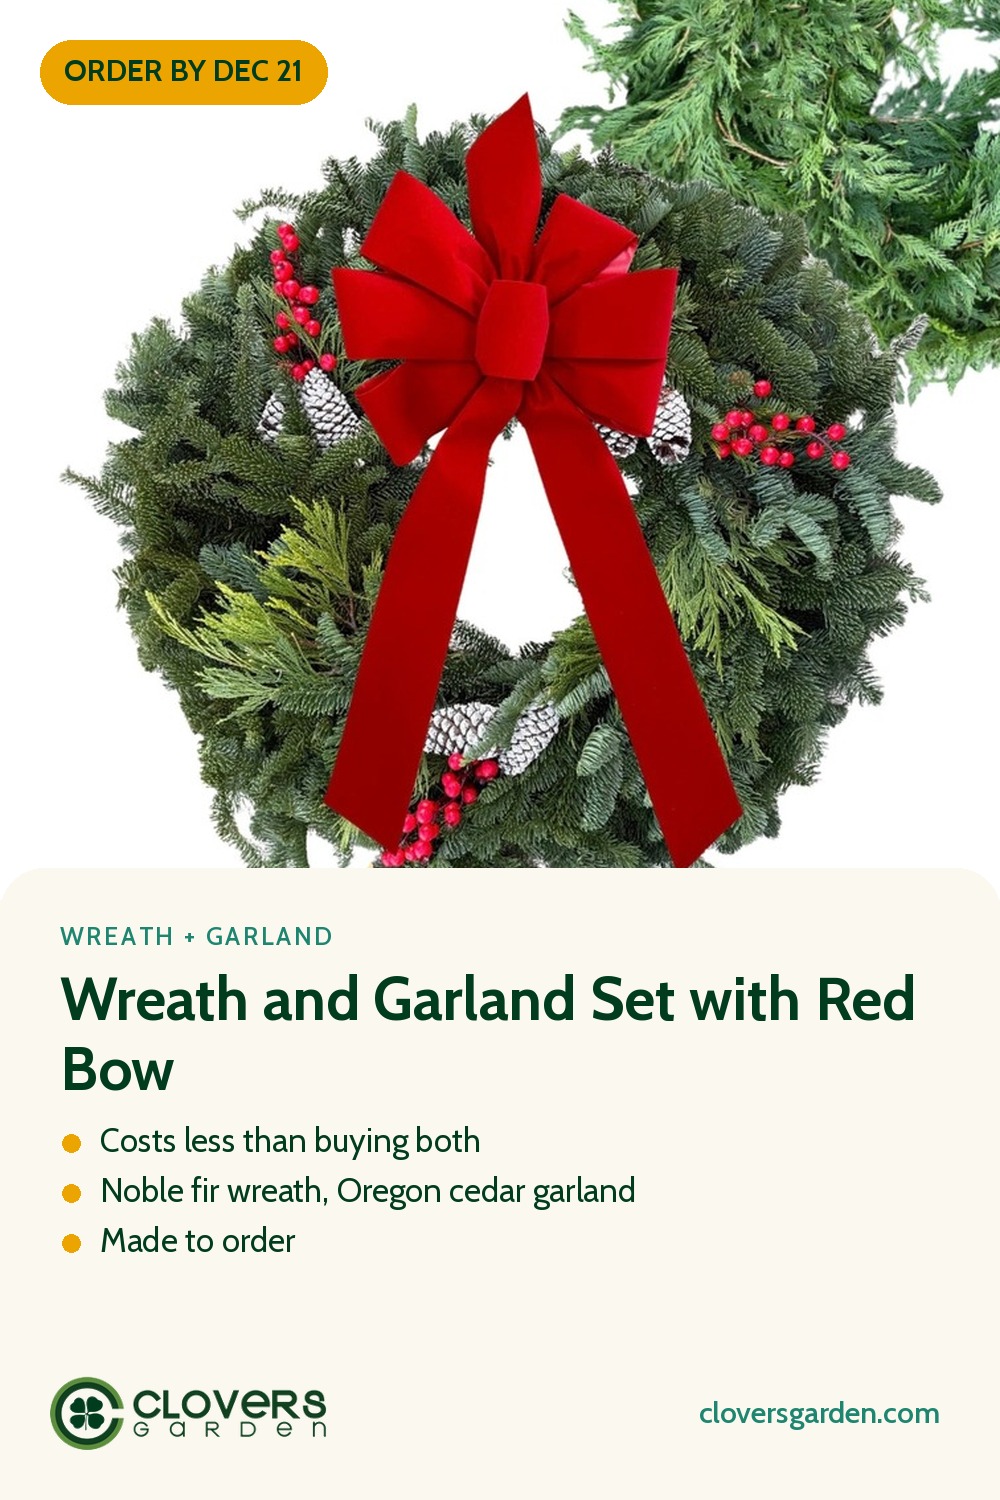 ORDER BY DEC 21
WREATH + GARLAND
Wreath and Garland Set with Red
Bow
Costs less than buying both
Noble fir wreath, Oregon cedar garland
Made to order
CLOVERS
GaRDen
cloversgarden.com